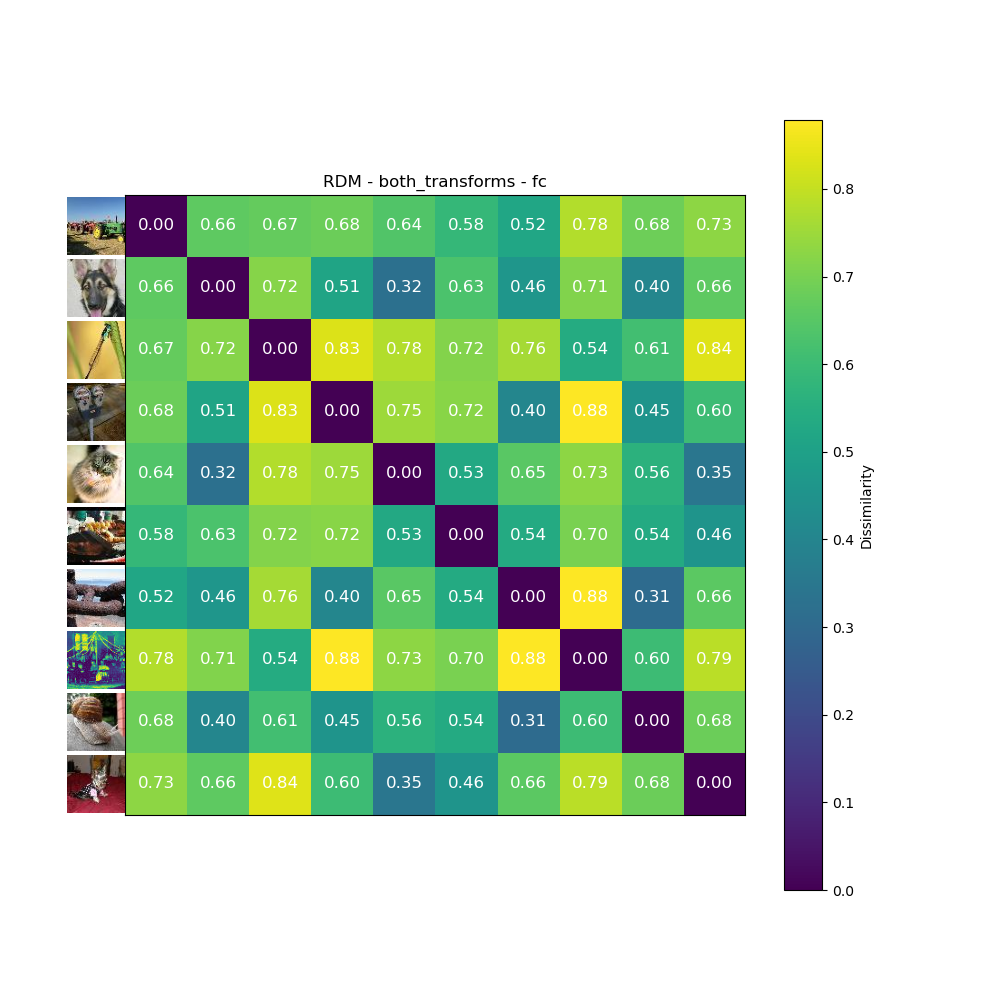 RDM - both_transforms - fc
0.00 0.66 0.67 0.68 0.64 0.58 0.52 0.78 0.68 0.73
0.66 0.00 0.72 0.51 0.32 0.63 0.46 0.71 0.40 0.66
0.67 0.72 0.00 0.83 0.78 0.72 0.76 0.54 0.61 0.84
0.68 0.51 0.83 0.00 0.75 0.72 0.40 0.88 0.45 0.60
0.64 0.32 0.78 0.75 0.00 0.53 0.65 0.73 0.56 0.35
0.58 0.63 0.72 0.72 0.53 0.00 0.54 0.70 0.54 0.46
0.52 0.46 0.76 0.40 0.65 0.54 0.00 0.88 0.31 0.66
0.78 0.71 0.54 0.88 0.73 0.70 0.88 0.00 0.60 0.79
0.68 0.40 0.61 0.45 0.56 0.54 0.31 0.60 0.00 0.68
0.73 0.66 0.84 0.60 0.35 0.46 0.66 0.79 0.68 0.00
0.8
0.7
0.6
0.5
0.4
0.3
0.2
0.1
0.0
Dissimilarity